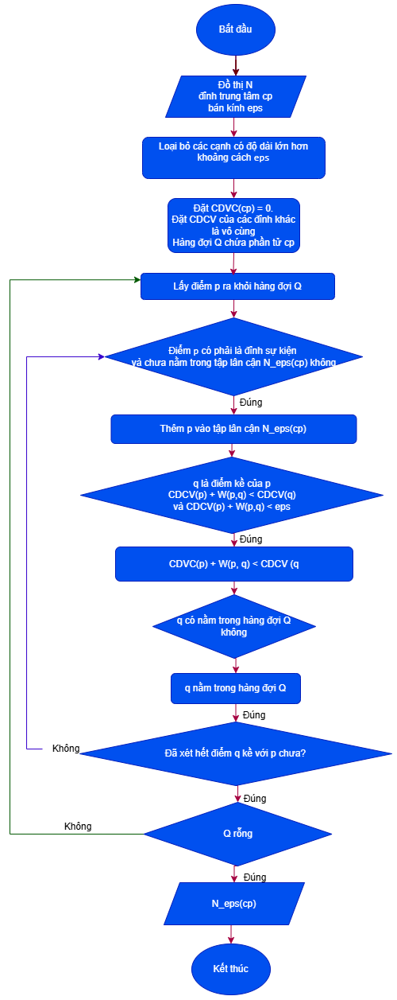 Bắt đầu
Đồ thị N
đỉnh trung tâm cp
bán kính eps
Loại bỏ các cạnh có độ dài lớn hơn
khoảng cách eps
Đặt CDVC(cp) = 0.
Đặt CDCV của các đỉnh khác
là vô cùng
Hàng đợi Q chứa phần tử cp
Lấy điểm p ra khỏi hàng đợi Q
Điểm p có phải là đỉnh sự kiện
và chưa nằm trong tập lân cận N_eps(cp) không
Đúng
Thêm p vào tập lân cận N_eps(cp)
q là điểm kề của p
CDCV(p) + W(p,q) < CDCV(q)
và CDCV(p) + W(p,q) < eps
Đúng
CDVC(p) + W(p, q) < CDCV (q
q có nằm trong hàng đợi Q
không
q nằm trong hàng đợi Q
Đúng
Không
Đã xét hết điểm q kề với p chưa?
Đúng
Không
Q rỗng
Đúng
N_eps(cp)
Kết thúc